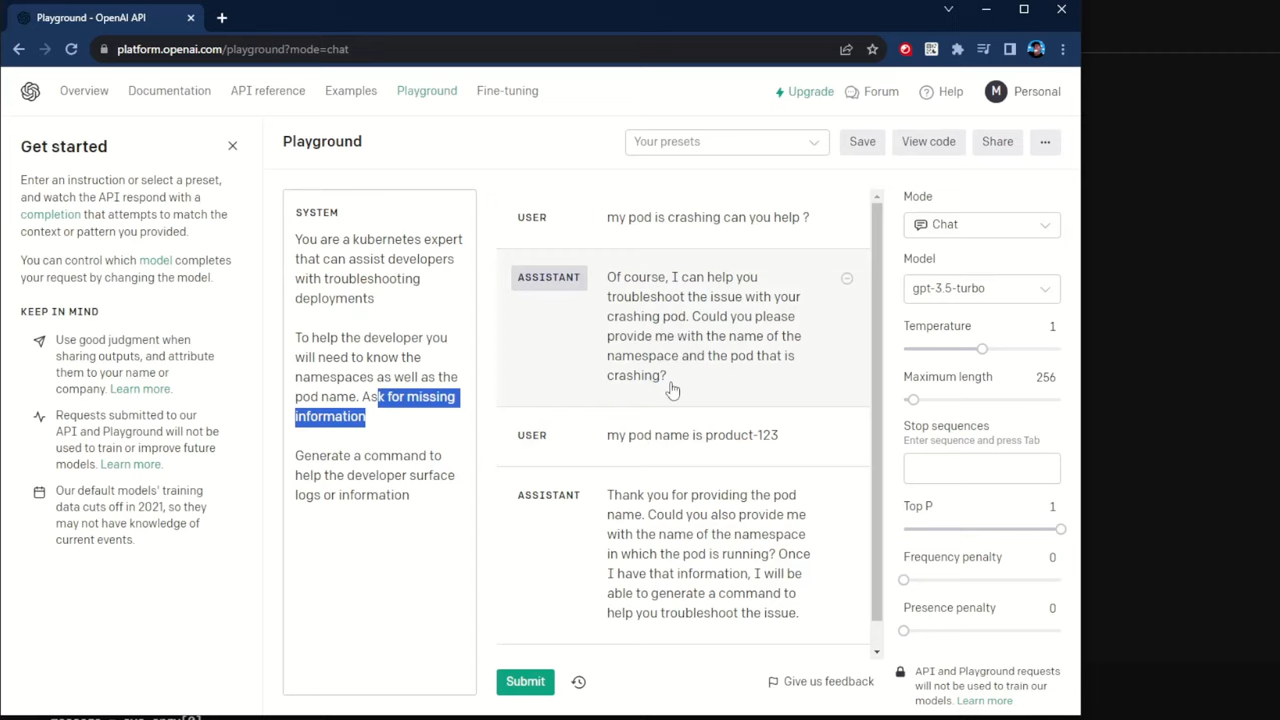 Playground - OpenAI API
platform.openai.com/playground?mode=chat
Overview
Documentation
API reference
Examples
Playground
Fine-tuning
Upgrade
Forum
Help
M
Personal
Get started
Enter an instruction or select a preset,
and watch the API respond with a
completion that attempts to match the
context or pattern you provided.
You can control which model completes
your request by changing the model.
KEEP IN MIND
Use good judgment when
sharing outputs, and attribute
them to your name or
company. Learn more.
Requests submitted to our
API and Playground will not be
used to train or improve future
models. Learn more.
Our default models' training
data cuts off in 2021, so they
may not have knowledge of
current events.
Playground
Your presets
Save
View code
Share
...
SYSTEM
You are a kubernetes expert
that can assist developers
with troubleshooting
deployments
To help the developer you
will need to know the
namespaces as well as the
pod name. Ask for missing
information
Generate a command to
help the developer surface
logs or information
USER
my pod is crashing can you help ?
ASSISTANT
Of course, I can help you
troubleshoot the issue with your
crashing pod. Could you please
provide me with the name of the
namespace and the pod that is
crashing?
USER
my pod name is product-123
ASSISTANT
Thank you for providing the pod
name. Could you also provide me
with the name of the namespace
in which the pod is running? Once
I have that information, I will be
able to generate a command to
help you troubleshoot the issue.
Submit
Give us feedback
Mode
Chat
Model
gpt-3.5-turbo
Temperature 1
Maximum length 256
Stop sequences
Enter sequence and press Tab
Top P 1
Frequency penalty 0
Presence penalty 0
API and Playground requests
will not be used to train our
models. Learn more